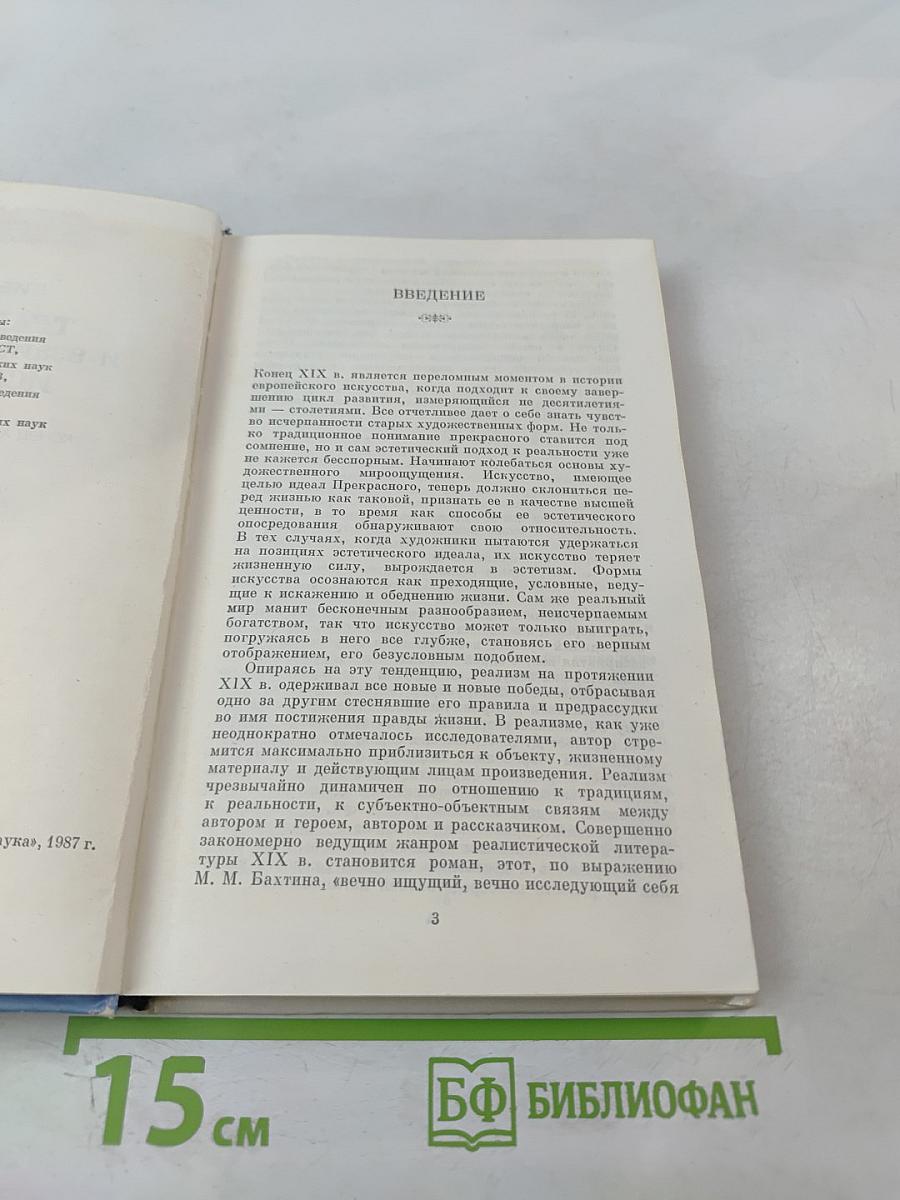 ы:
ведения
СТ,
ких наук
В,
ведения
ых наук
аука», 1987 г.
ВВЕДЕНИЕ
Конец XIX в. является переломным моментом в истории
европейского искусства, когда подходит к своему завер-
шению цикл развития, измеряющийся не десятилетия-
ми — столетиями. Все отчетливее дает о себе знать чувст-
во исчерпанности старых художественных форм. Не толь-
ко традиционное понимание прекрасного ставится под
сомнение, но и сам эстетический подход к реальности уже
не кажется бесспорным. Начинают колебаться основы ху-
дожественного мироощущения. Искусство, имеющее
целью идеал Прекрасного, теперь должно склониться пе-
ред жизнью как таковой, признать ее в качестве высшей
ценности, в то время как способы ее эстетического
опосредования обнаруживают свою относительность.
В тех случаях, когда художники пытаются удержаться
на позициях эстетического идеала, их искусство теряет
жизненную силу, вырождается в эстетизм. Формы
искусства осознаются как преходящие, условные, веду-
щие к искажению и обеднению жизни. Сам же реальный
мир манит бесконечным разнообразием, неисчерпаемым
богатством, так что искусство может только выиграть,
погружаясь в него все глубже, становясь его верным
отображением, его безусловным подобием.
Опираясь на эту тенденцию, реализм на протяжении
XIX в. одерживал все новые и новые победы, отбрасывая
одно за другим стеснявшие его правила и предрассудки
во имя постижения правды жизни. В реализме, как уже
неоднократно отмечалось исследователями, автор стре-
мится максимально приблизиться к объекту, жизненному
материалу и действующим лицам произведения. Реализм
чрезвычайно динамичен по отношению к традициям,
к реальности, к субъектно-объектным связям между
автором и героем, автором и рассказчиком. Совершенно
закономерно ведущим жанром реалистической литера-
туры XIX в. становится роман, этот, по выражению
М. М. Бахтина, «вечно ищущий, вечно исследующий себя
3
15 см
БФ БИБЛИОФАН